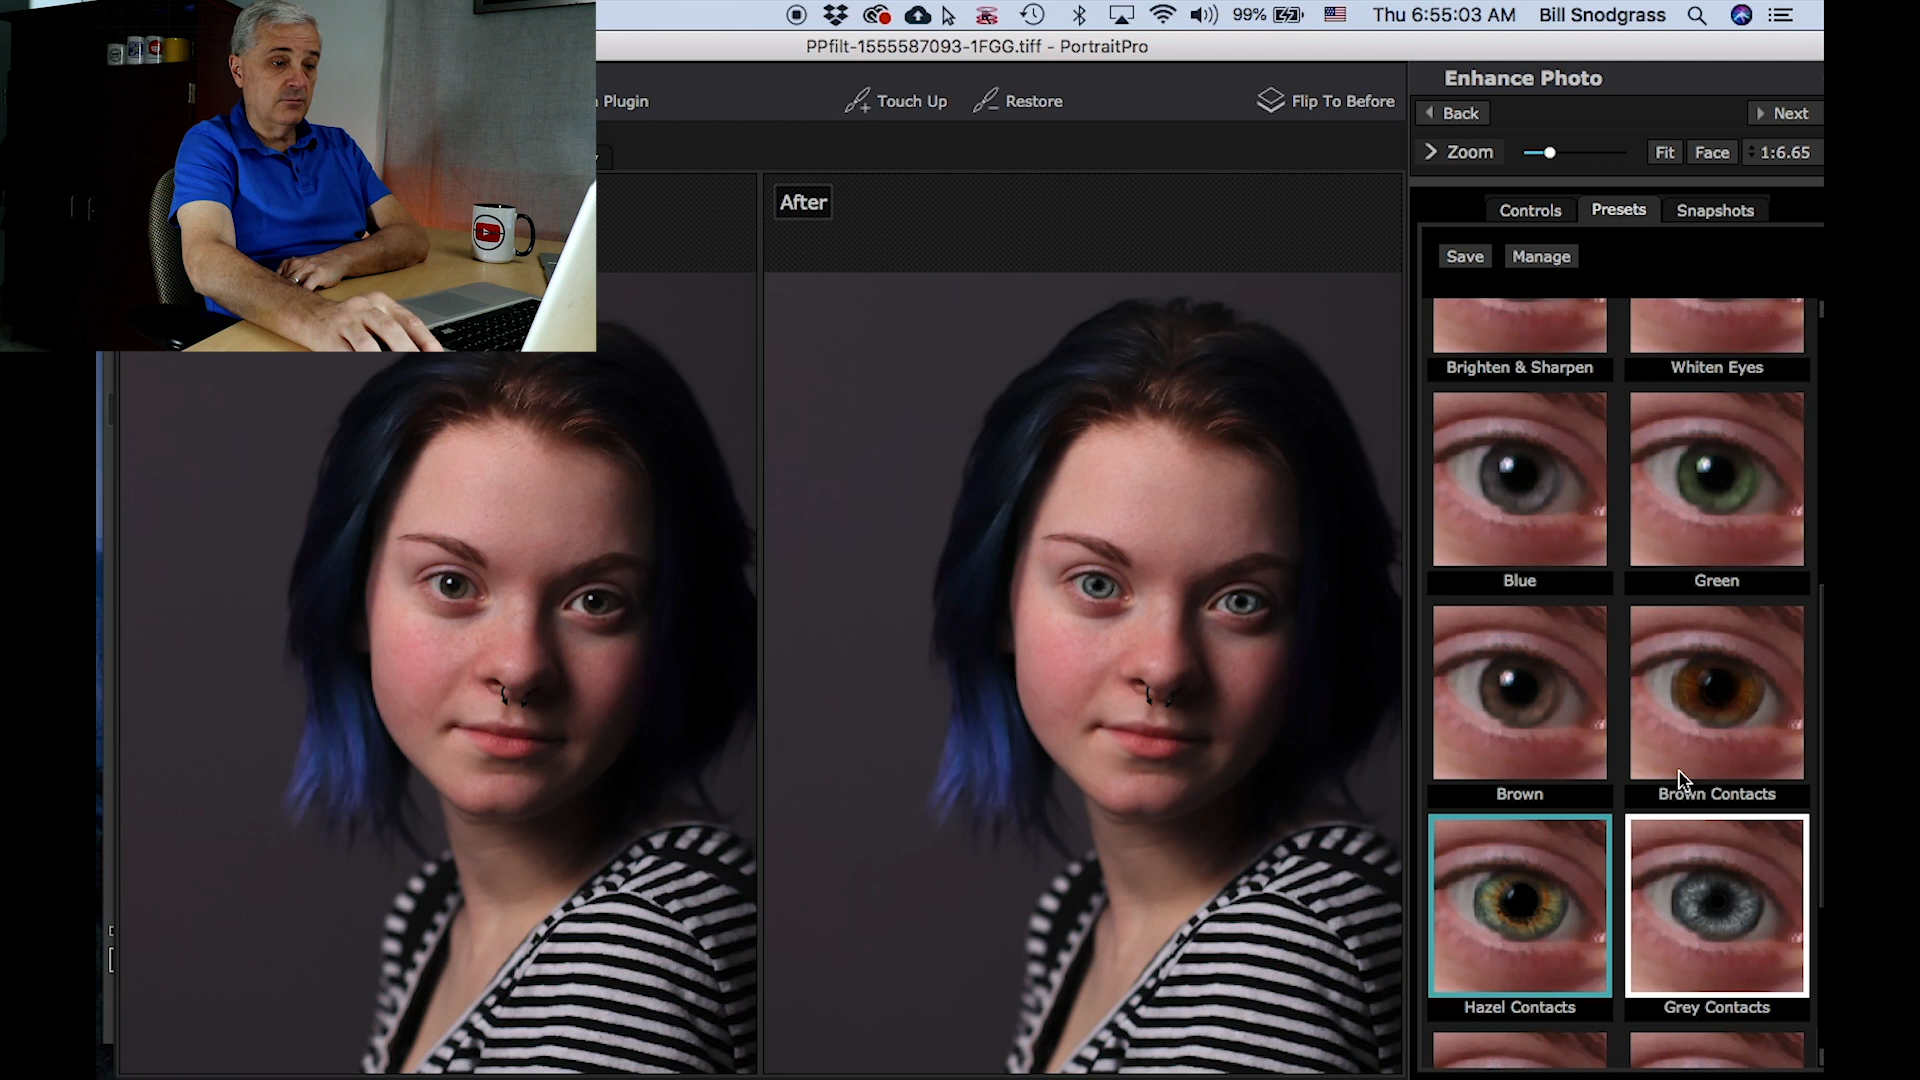 99% Thu 6:55:03 AM Bill Snodgrass
PPfilt-1555587093-1FGG.tiff - PortraitPro
Plugin Touch Up Restore Flip To Before
Enhance Photo
Back Next
Zoom Fit Face 1:6.65
After
Controls Presets Snapshots
Save Manage
Brighten & Sharpen Whiten Eyes
Blue Green
Brown Brown Contacts
Hazel Contacts Grey Contacts